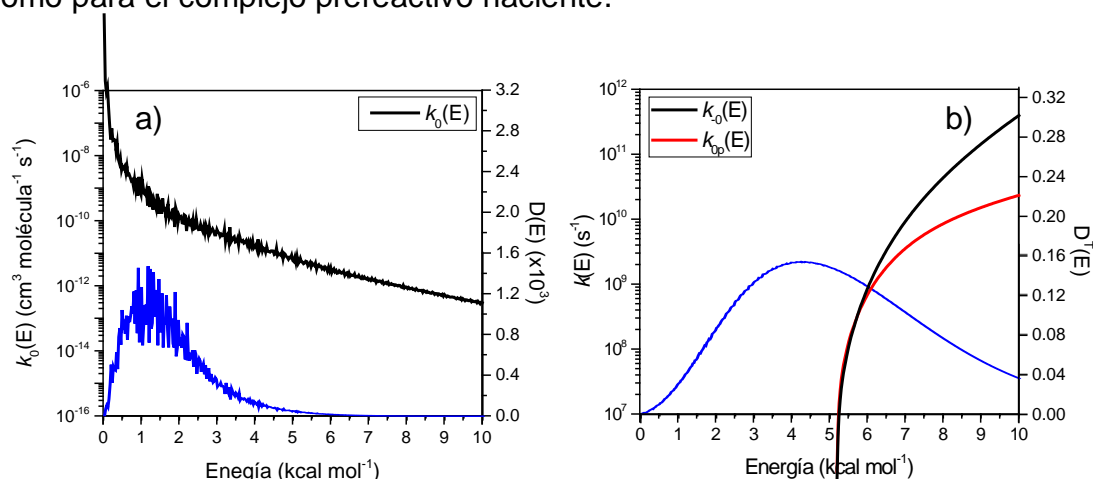 omo para el complejo prereactivo naciente.
a)
k₀(E)
10⁻⁶
10⁻⁸
10⁻¹⁰
10⁻¹²
10⁻¹⁴
10⁻¹⁶
k₀(E) (cm³ molécula⁻¹ s⁻¹)
3.2
2.8
2.4
2.0
1.6
1.2
0.8
0.4
0.0
D(E) (x10³)
0 1 2 3 4 5 6 7 8 9 10
Enegía (kcal mol⁻¹)
b)
k₋₀(E)
k₀ₚ(E)
10¹²
10¹¹
10¹⁰
10⁹
10⁸
10⁷
k(E) (s⁻¹)
0.32
0.28
0.24
0.20
0.16
0.12
0.08
0.04
0.00
Dᵀ(E)
0 1 2 3 4 5 6 7 8 9 10
Energía (kcal mol⁻¹)